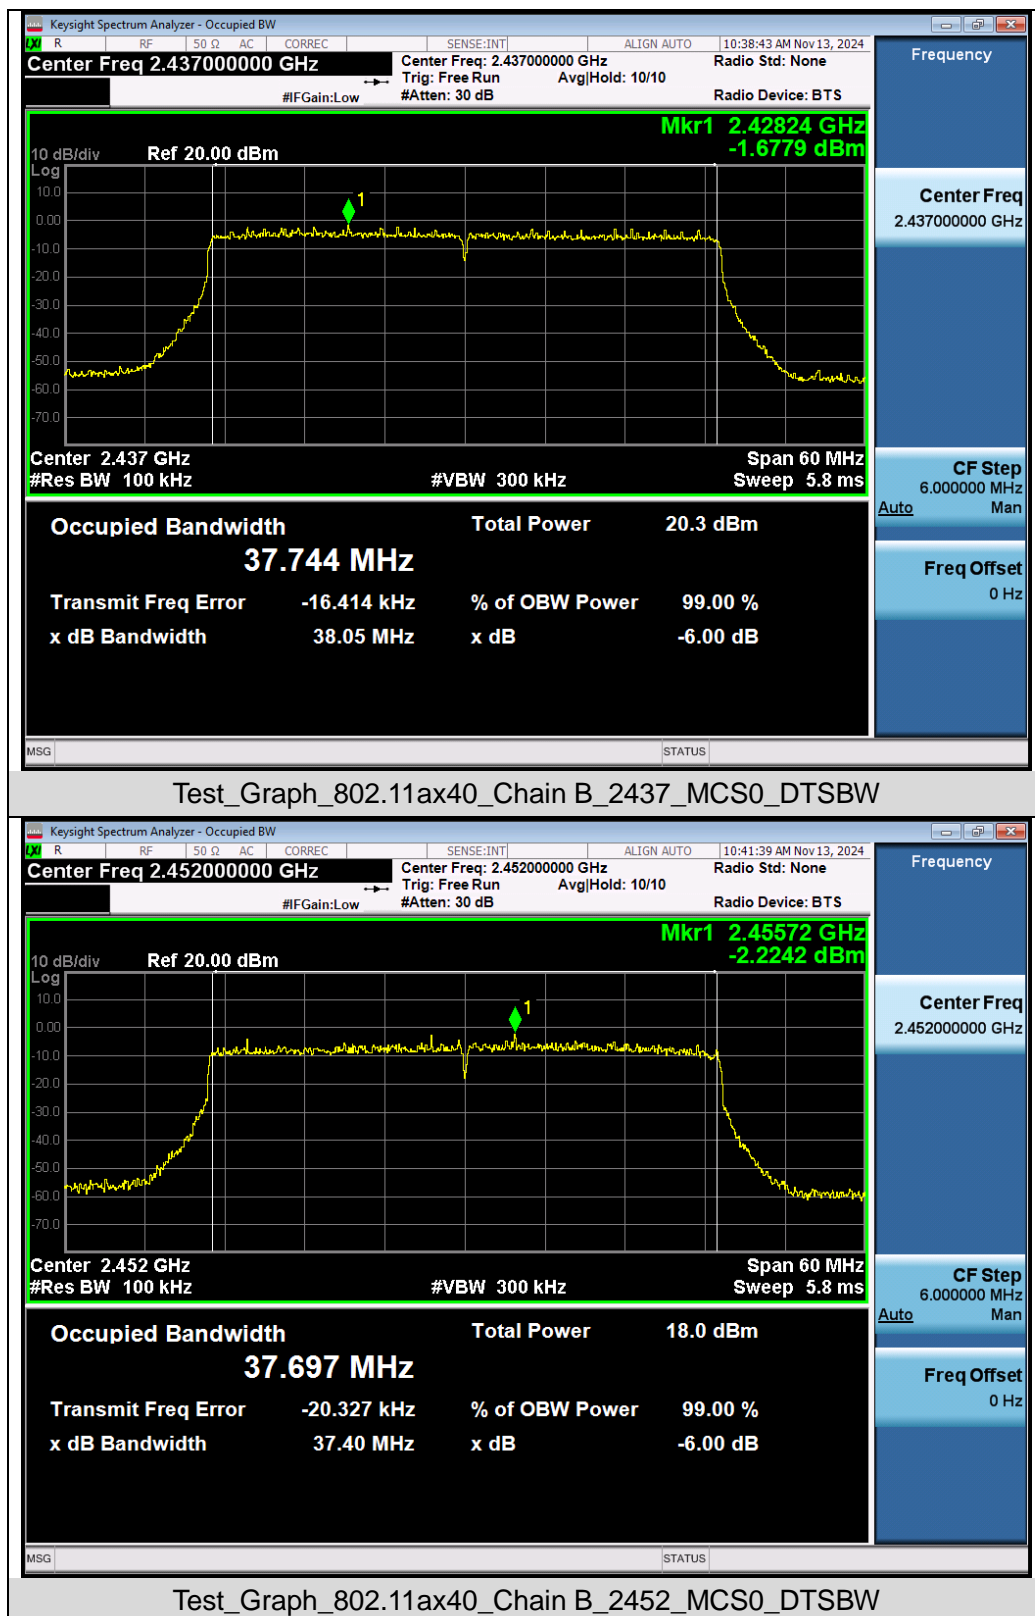 Keysight Spectrum Analyzer - Occupied BW
LXI R RF 50 Ω AC CORREC SENSE:INT ALIGN AUTO 10:38:43 AM Nov 13, 2024
Center Freq 2.437000000 GHz Center Freq: 2.437000000 GHz Radio Std: None
Trig: Free Run Avg|Hold: 10/10
#IFGain:Low #Atten: 30 dB Radio Device: BTS
Frequency
Mkr1 2.42824 GHz
-1.6779 dBm
10 dB/div Ref 20.00 dBm
Log
10.0
0.00
-10.0
-20.0
-30.0
-40.0
-50.0
-60.0
-70.0
1
Center 2.437 GHz Span 60 MHz
#Res BW 100 kHz #VBW 300 kHz Sweep 5.8 ms
Center Freq
2.437000000 GHz
CF Step
6.000000 MHz
Auto Man
Freq Offset
0 Hz
Occupied Bandwidth Total Power 20.3 dBm
37.744 MHz
Transmit Freq Error -16.414 kHz % of OBW Power 99.00 %
x dB Bandwidth 38.05 MHz x dB -6.00 dB
MSG STATUS
Test_Graph_802.11ax40_Chain B_2437_MCS0_DTSBW
Keysight Spectrum Analyzer - Occupied BW
LXI R RF 50 Ω AC CORREC SENSE:INT ALIGN AUTO 10:41:39 AM Nov 13, 2024
Center Freq 2.452000000 GHz Center Freq: 2.452000000 GHz Radio Std: None
Trig: Free Run Avg|Hold: 10/10
#IFGain:Low #Atten: 30 dB Radio Device: BTS
Frequency
Mkr1 2.45572 GHz
-2.2242 dBm
10 dB/div Ref 20.00 dBm
Log
10.0
0.00
-10.0
-20.0
-30.0
-40.0
-50.0
-60.0
-70.0
1
Center 2.452 GHz Span 60 MHz
#Res BW 100 kHz #VBW 300 kHz Sweep 5.8 ms
Center Freq
2.452000000 GHz
CF Step
6.000000 MHz
Auto Man
Freq Offset
0 Hz
Occupied Bandwidth Total Power 18.0 dBm
37.697 MHz
Transmit Freq Error -20.327 kHz % of OBW Power 99.00 %
x dB Bandwidth 37.40 MHz x dB -6.00 dB
MSG STATUS
Test_Graph_802.11ax40_Chain B_2452_MCS0_DTSBW